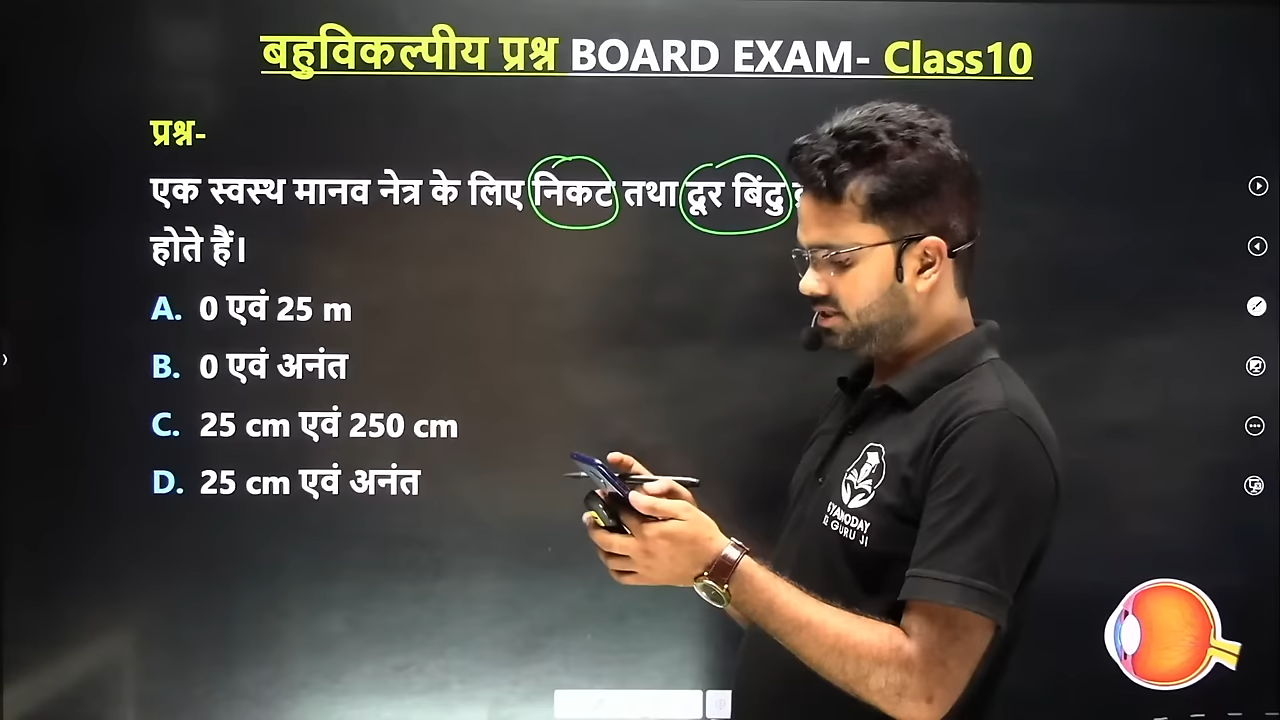 बहुविकल्पीय प्रश्न BOARD EXAM- Class10
प्रश्न-
एक स्वस्थ मानव नेत्र के लिए निकट तथा दूर बिंदु
होते हैं।
A. 0 एवं 25 m
B. 0 एवं अनंत
C. 25 cm एवं 250 cm
D. 25 cm एवं अनंत
GURU JI